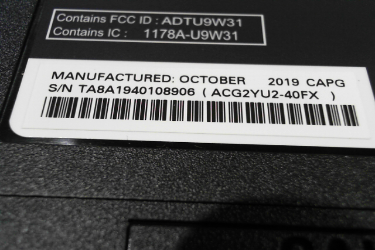 Contains FCC ID : ADTU9W31
Contains IC : 1178A-U9W31
MANUFACTURED: OCTOBER 2019 CAPG
S/N TA8A1940108906 ( ACG2YU2-40FX )